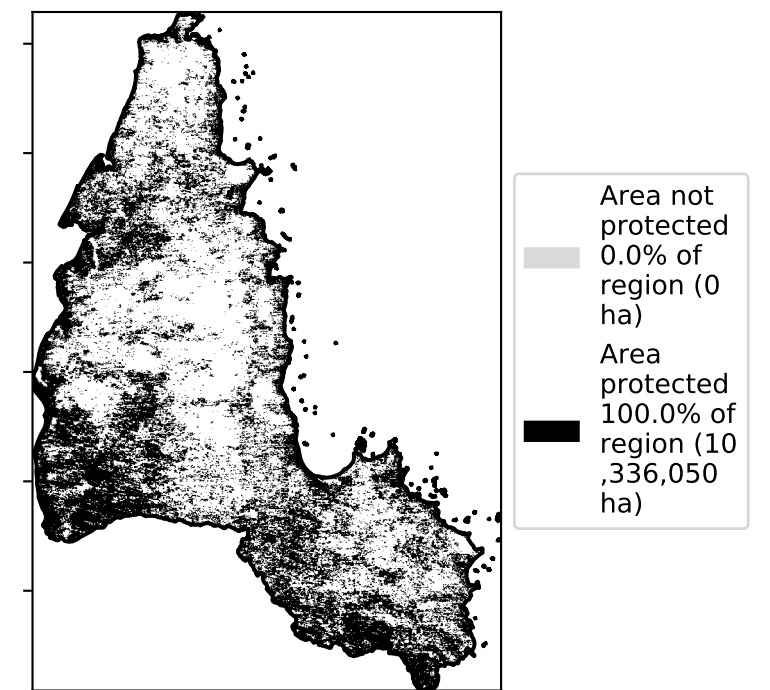 Area not
protected
0.0% of
region (0
ha)
Area
protected
100.0% of
region (10
,336,050
ha)